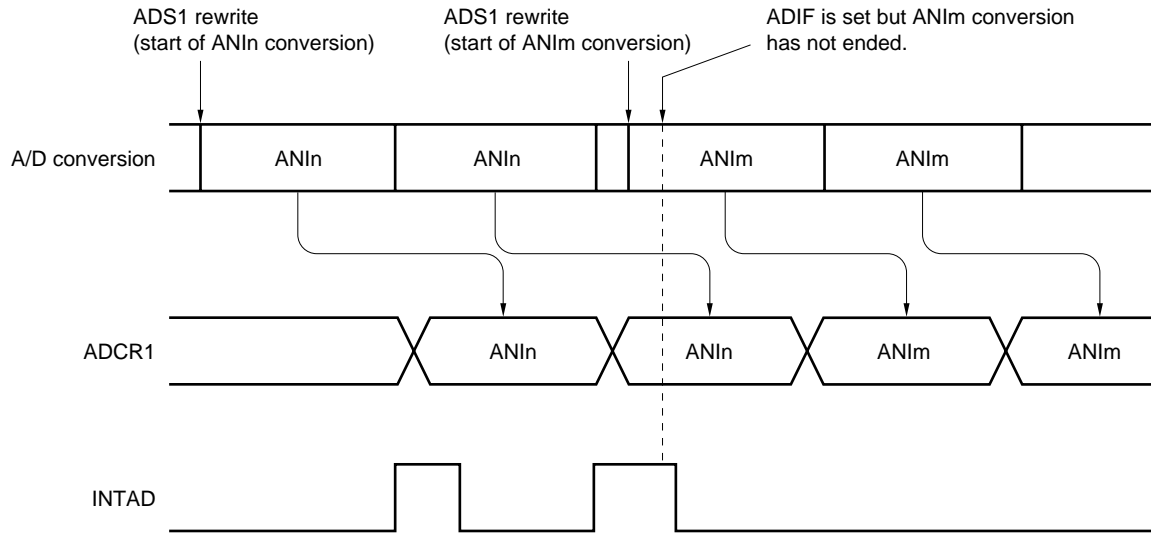 ADS1 rewrite
(start of ANIn conversion)
ADS1 rewrite
(start of ANIm conversion)
ADIF is set but ANIm conversion
has not ended.
A/D conversion
ANIn
ANIn
ANIm
ANIm
ADCR1
ANIn
ANIn
ANIm
ANIm
INTAD